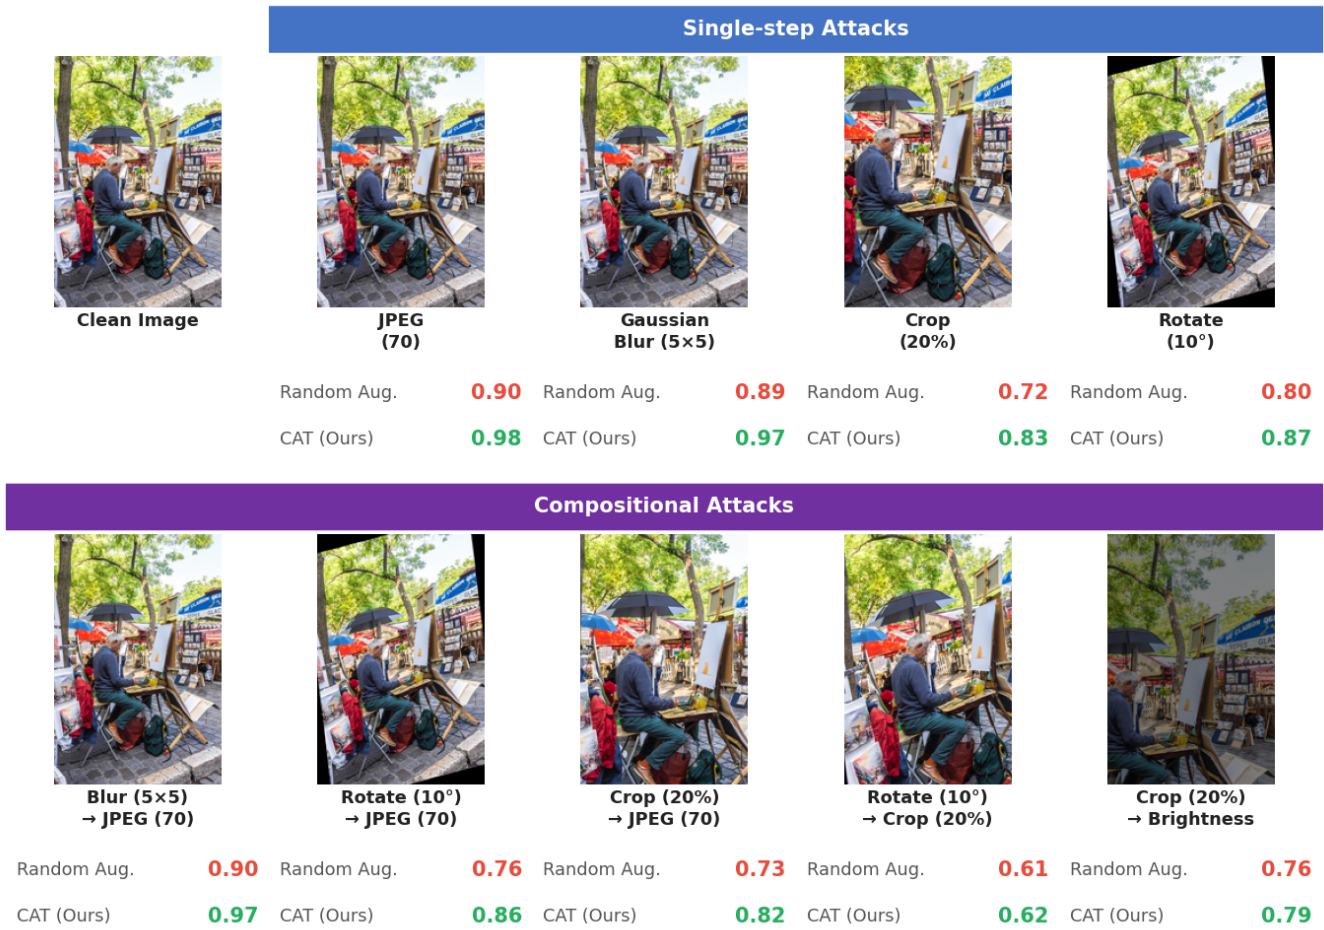 Single-step Attacks
Clean Image
JPEG
(70)
Gaussian
Blur (5×5)
Crop
(20%)
Rotate
(10°)
Random Aug. 0.90 Random Aug. 0.89 Random Aug. 0.72 Random Aug. 0.80
CAT (Ours) 0.98 CAT (Ours) 0.97 CAT (Ours) 0.83 CAT (Ours) 0.87
Compositional Attacks
Blur (5×5)
→ JPEG (70)
Rotate (10°)
→ JPEG (70)
Crop (20%)
→ JPEG (70)
Rotate (10°)
→ Crop (20%)
Crop (20%)
→ Brightness
Random Aug. 0.90 Random Aug. 0.76 Random Aug. 0.73 Random Aug. 0.61 Random Aug. 0.76
CAT (Ours) 0.97 CAT (Ours) 0.86 CAT (Ours) 0.82 CAT (Ours) 0.62 CAT (Ours) 0.79